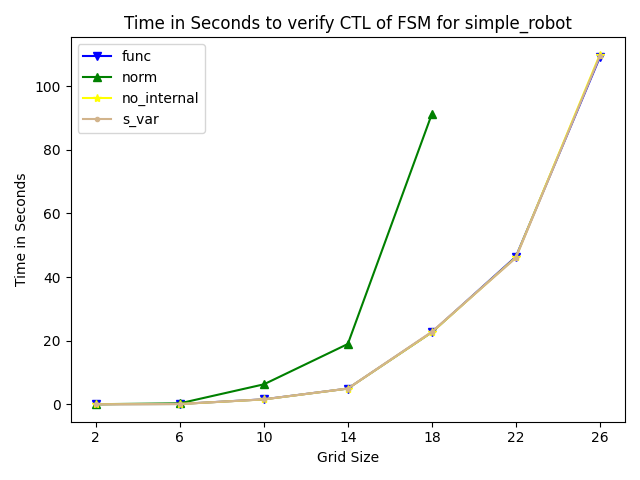 Time in Seconds to verify CTL of FSM for simple_robot
func
norm
no_internal
s_var
100
80
60
40
20
0
Time in Seconds
2 6 10 14 18 22 26
Grid Size